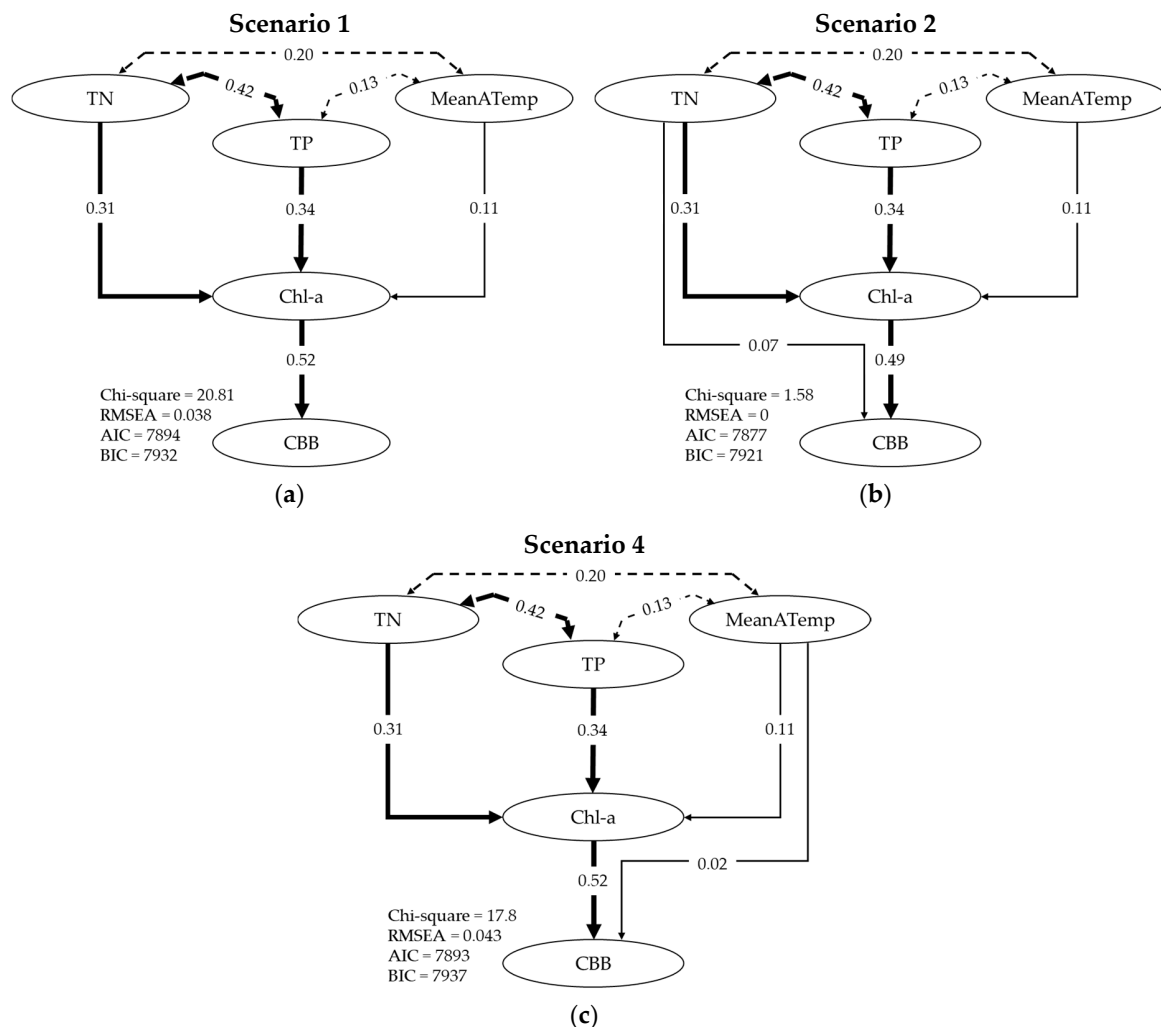 Scenario 1
0.20
TN
0.42
0.13
MeanATemp
TP
0.31
0.34
0.11
Chl-a
0.52
Chi-square = 20.81
RMSEA = 0.038
AIC = 7894
BIC = 7932
CBB
(a)
Scenario 2
0.20
TN
0.42
0.13
MeanATemp
TP
0.31
0.34
0.11
Chl-a
0.07
0.49
Chi-square = 1.58
RMSEA = 0
AIC = 7877
BIC = 7921
CBB
(b)
Scenario 4
0.20
TN
0.42
0.13
MeanATemp
TP
0.31
0.34
0.11
Chl-a
0.02
0.52
Chi-square = 17.8
RMSEA = 0.043
AIC = 7893
BIC = 7937
CBB
(c)